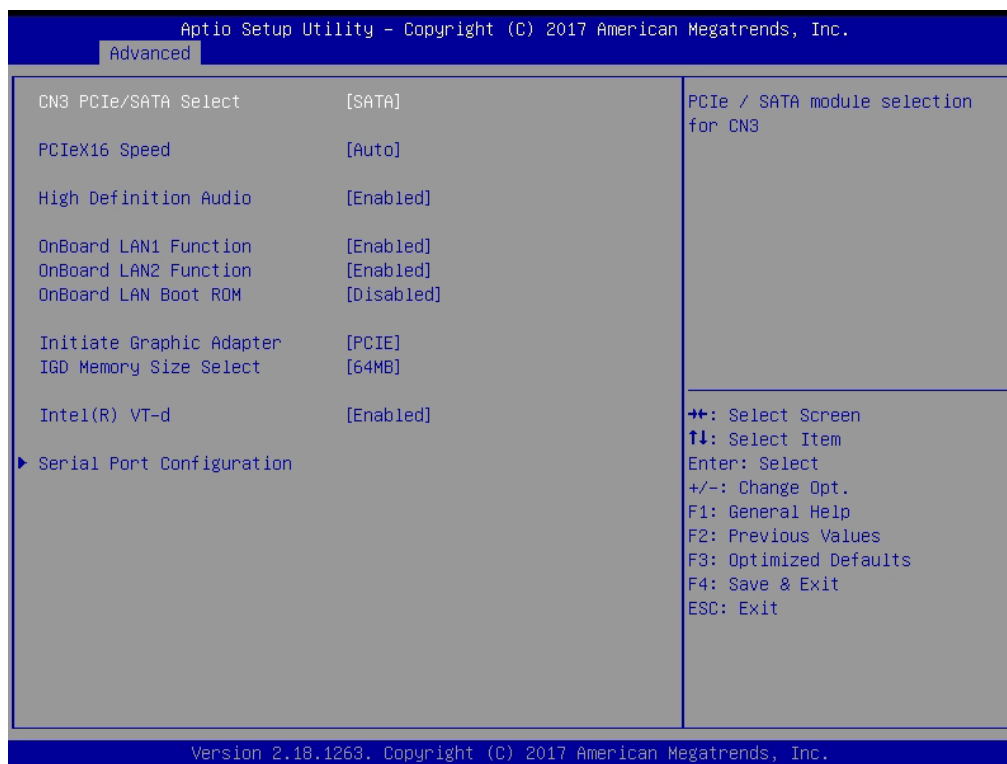 Aptio Setup Utility – Copyright (C) 2017 American Megatrends, Inc.
Advanced
CN3 PCIe/SATA Select [SATA]
PCIeX16 Speed [Auto]
High Definition Audio [Enabled]
OnBoard LAN1 Function [Enabled]
OnBoard LAN2 Function [Enabled]
OnBoard LAN Boot ROM [Disabled]
Initiate Graphic Adapter [PCIE]
IGD Memory Size Select [64MB]
Intel(R) VT-d [Enabled]
▶ Serial Port Configuration
PCIe / SATA module selection
for CN3
→←: Select Screen
↑↓: Select Item
Enter: Select
+/-: Change Opt.
F1: General Help
F2: Previous Values
F3: Optimized Defaults
F4: Save & Exit
ESC: Exit
Version 2.18.1263. Copyright (C) 2017 American Megatrends, Inc.